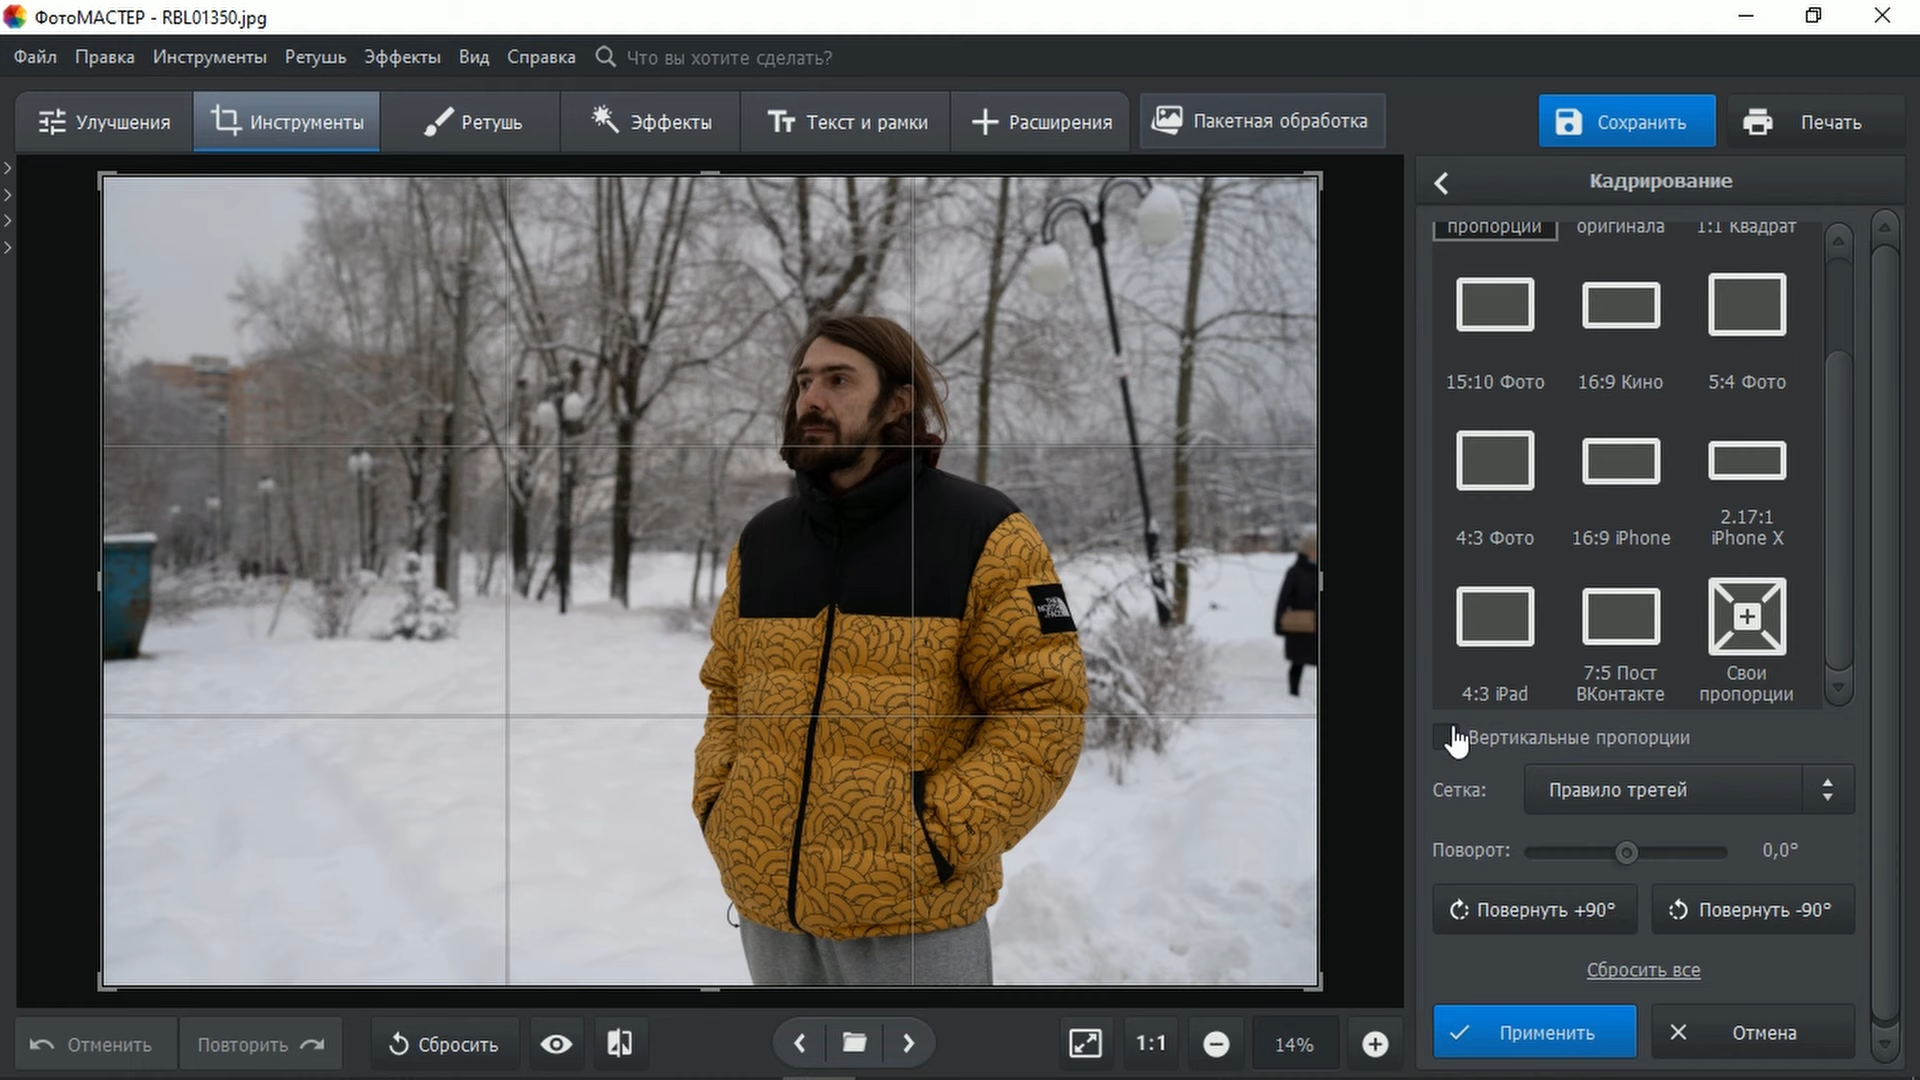 ФотоМАСТЕР - RBL01350.jpg
Файл Правка Инструменты Ретушь Эффекты Вид Справка Что вы хотите сделать?
Улучшения Инструменты Ретушь Эффекты Текст и рамки Расширения Пакетная обработка Сохранить Печать
Кадрирование
пропорции оригинала 1:1 Квадрат
15:10 Фото 16:9 Кино 5:4 Фото
4:3 Фото 16:9 iPhone 2.17:1 iPhone X
4:3 iPad 7:5 Пост ВКонтакте Свои пропорции
THE NORTH FACE
Вертикальные пропорции
Сетка: Правило третей
Поворот: 0,0°
Повернуть +90° Повернуть -90°
Сбросить все
Применить Отмена
Отменить Повторить Сбросить 1:1 14%